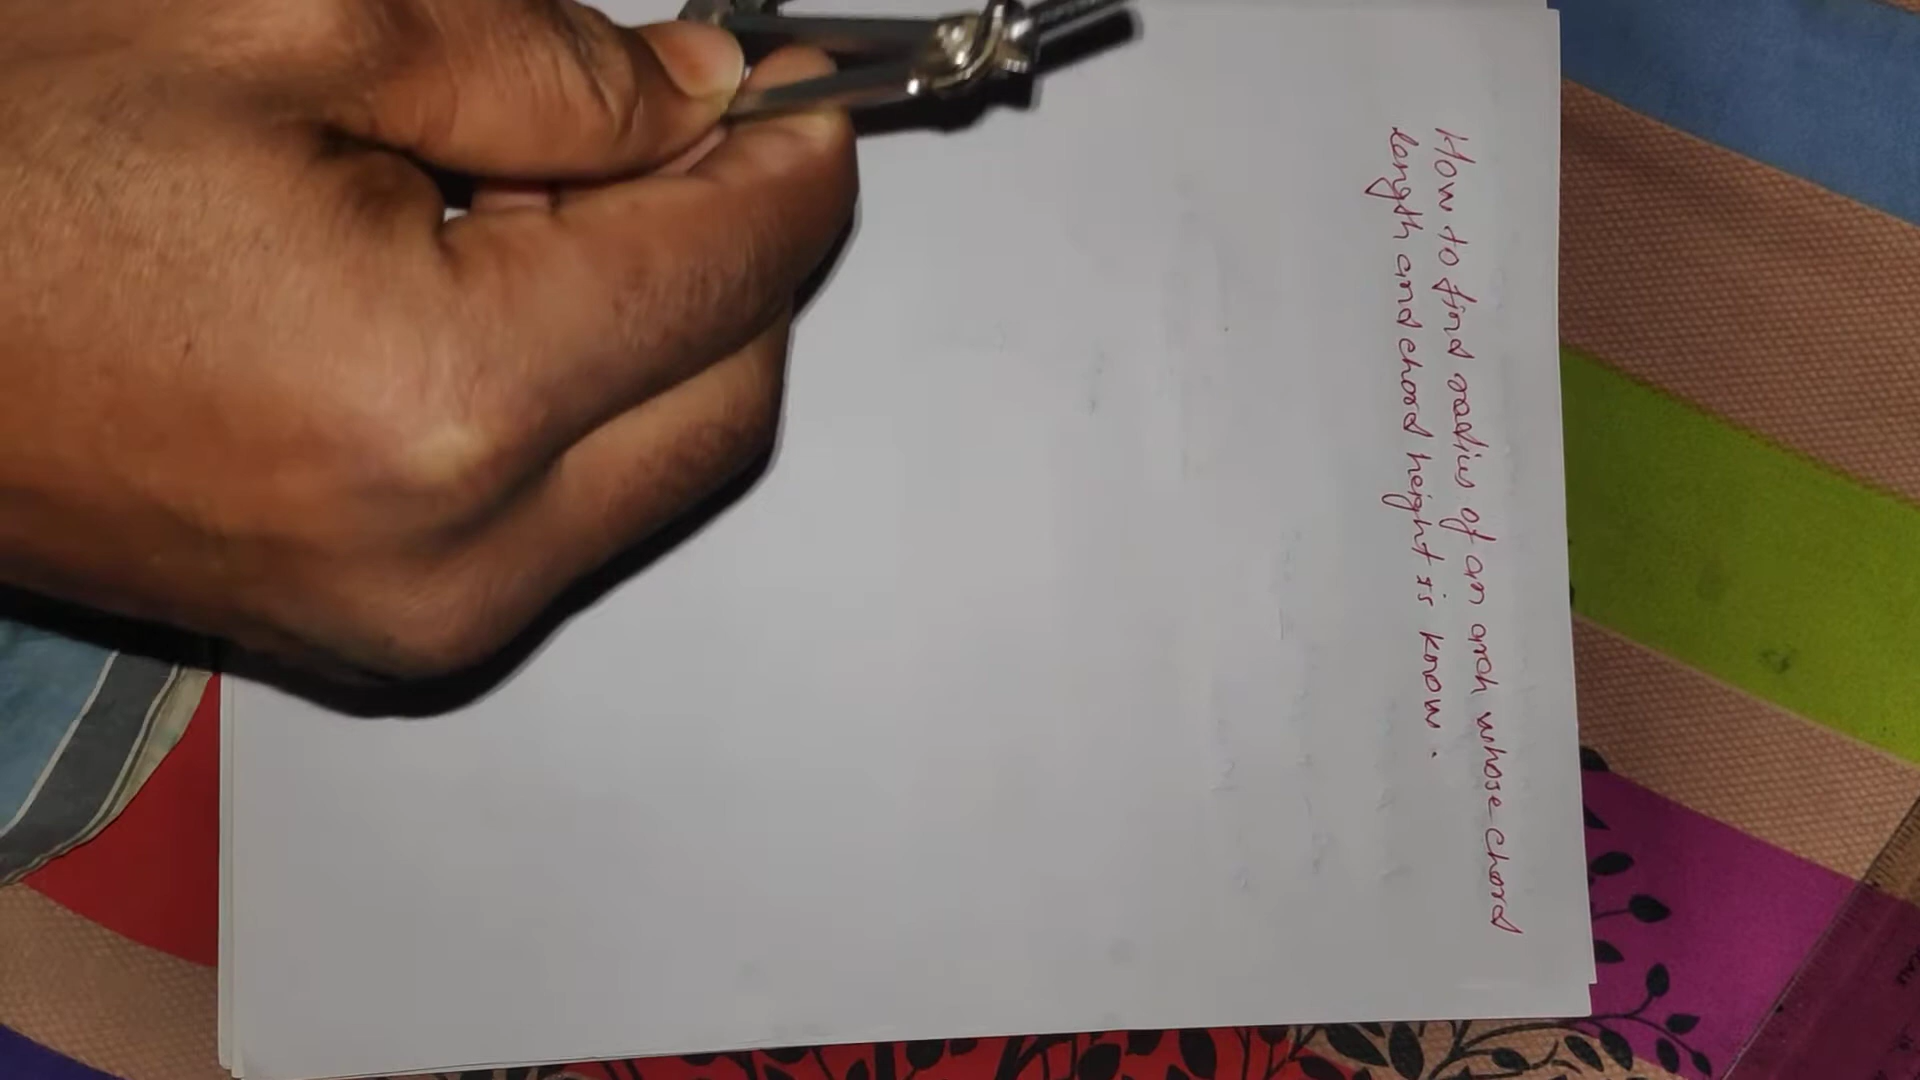 How to find radius of an arch whose chord
length and chord height is know.